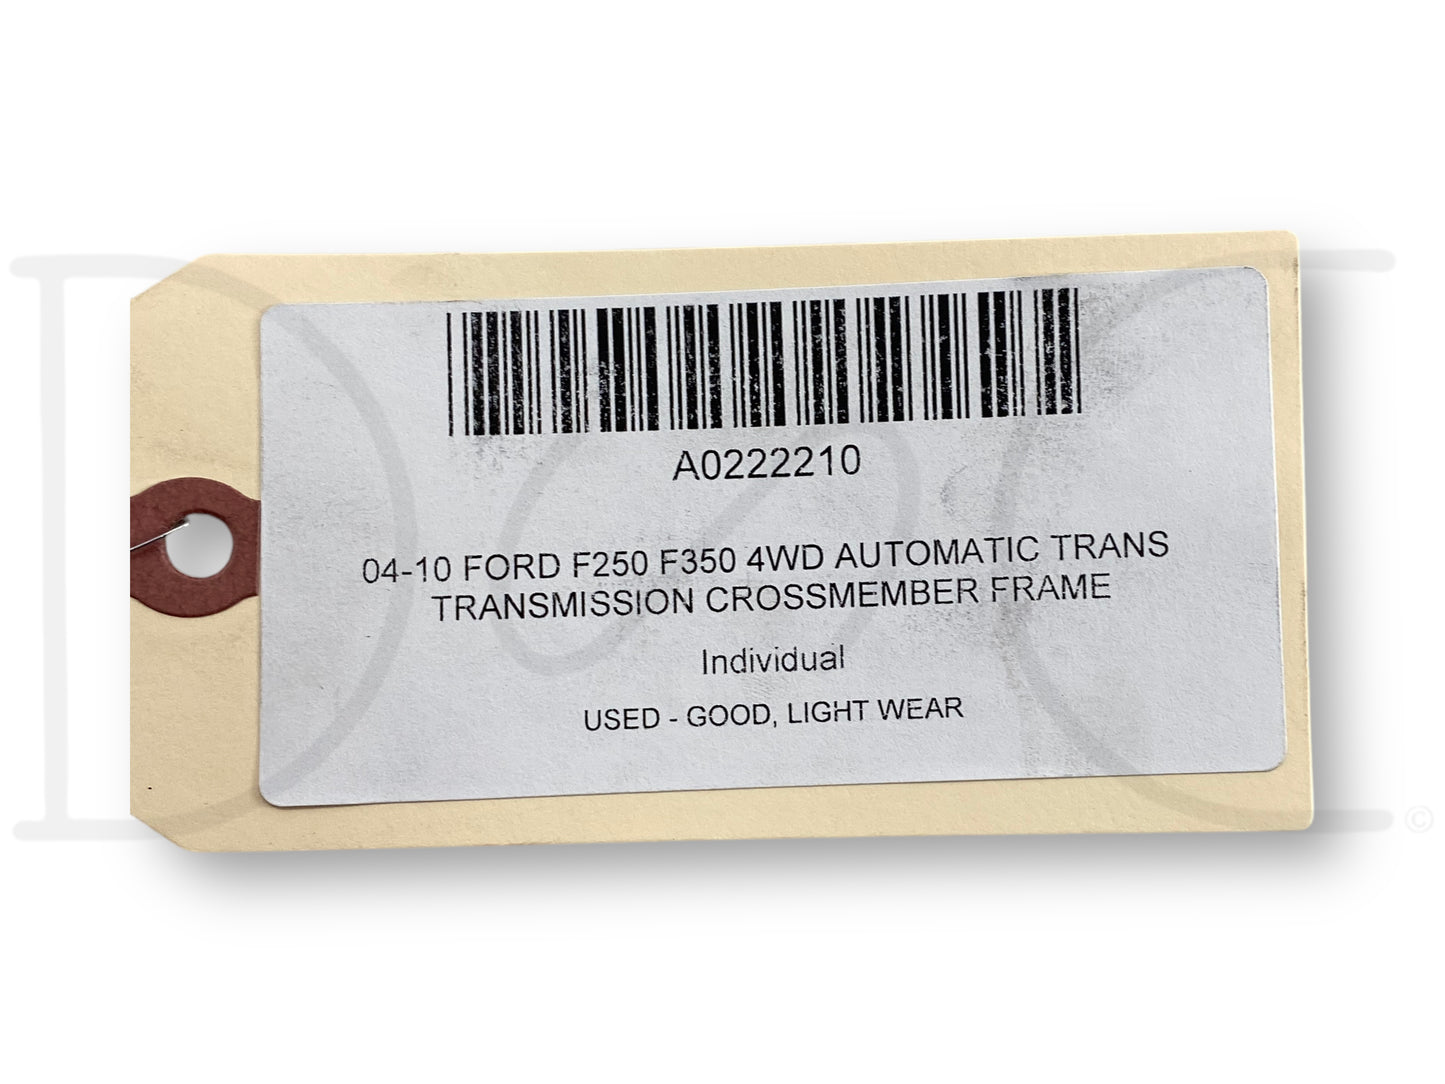 A0222210
04-10 FORD F250 F350 4WD AUTOMATIC TRANS
TRANSMISSION CROSSMEMBER FRAME
Individual
USED - GOOD, LIGHT WEAR
©